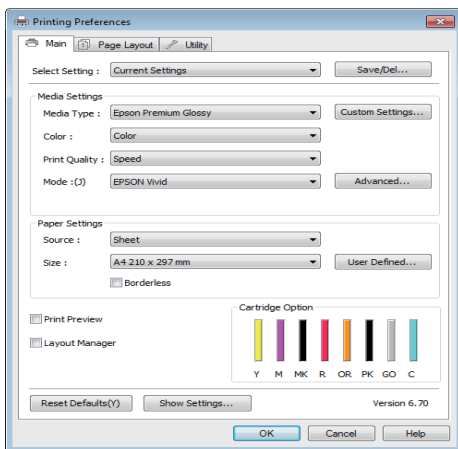 Printing Preferences
Main Page Layout Utility
Select Setting : Current Settings Save/Del...
Media Settings
Media Type : Epson Premium Glossy Custom Settings...
Color : Color
Print Quality : Speed
Mode :(J) EPSON Vivid Advanced...
Paper Settings
Source : Sheet
Size : A4 210 x 297 mm User Defined...
Borderless
Cartridge Option
Print Preview
Layout Manager
Y M MK R OR PK GO C
Reset Defaults(Y) Show Settings... Version 6.70
OK Cancel Help